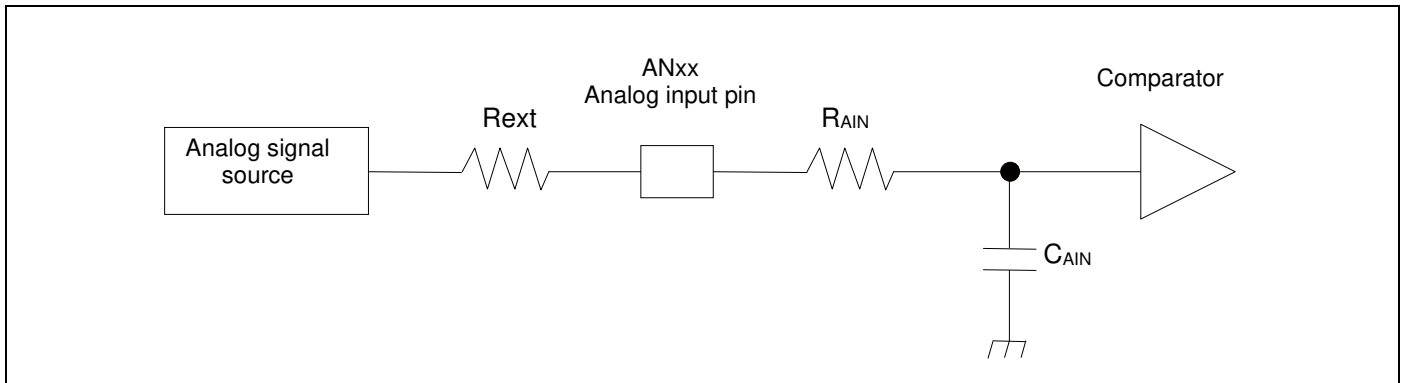 ANxx
Analog input pin
Comparator
Rext
RAIN
Analog signal
source
CAIN